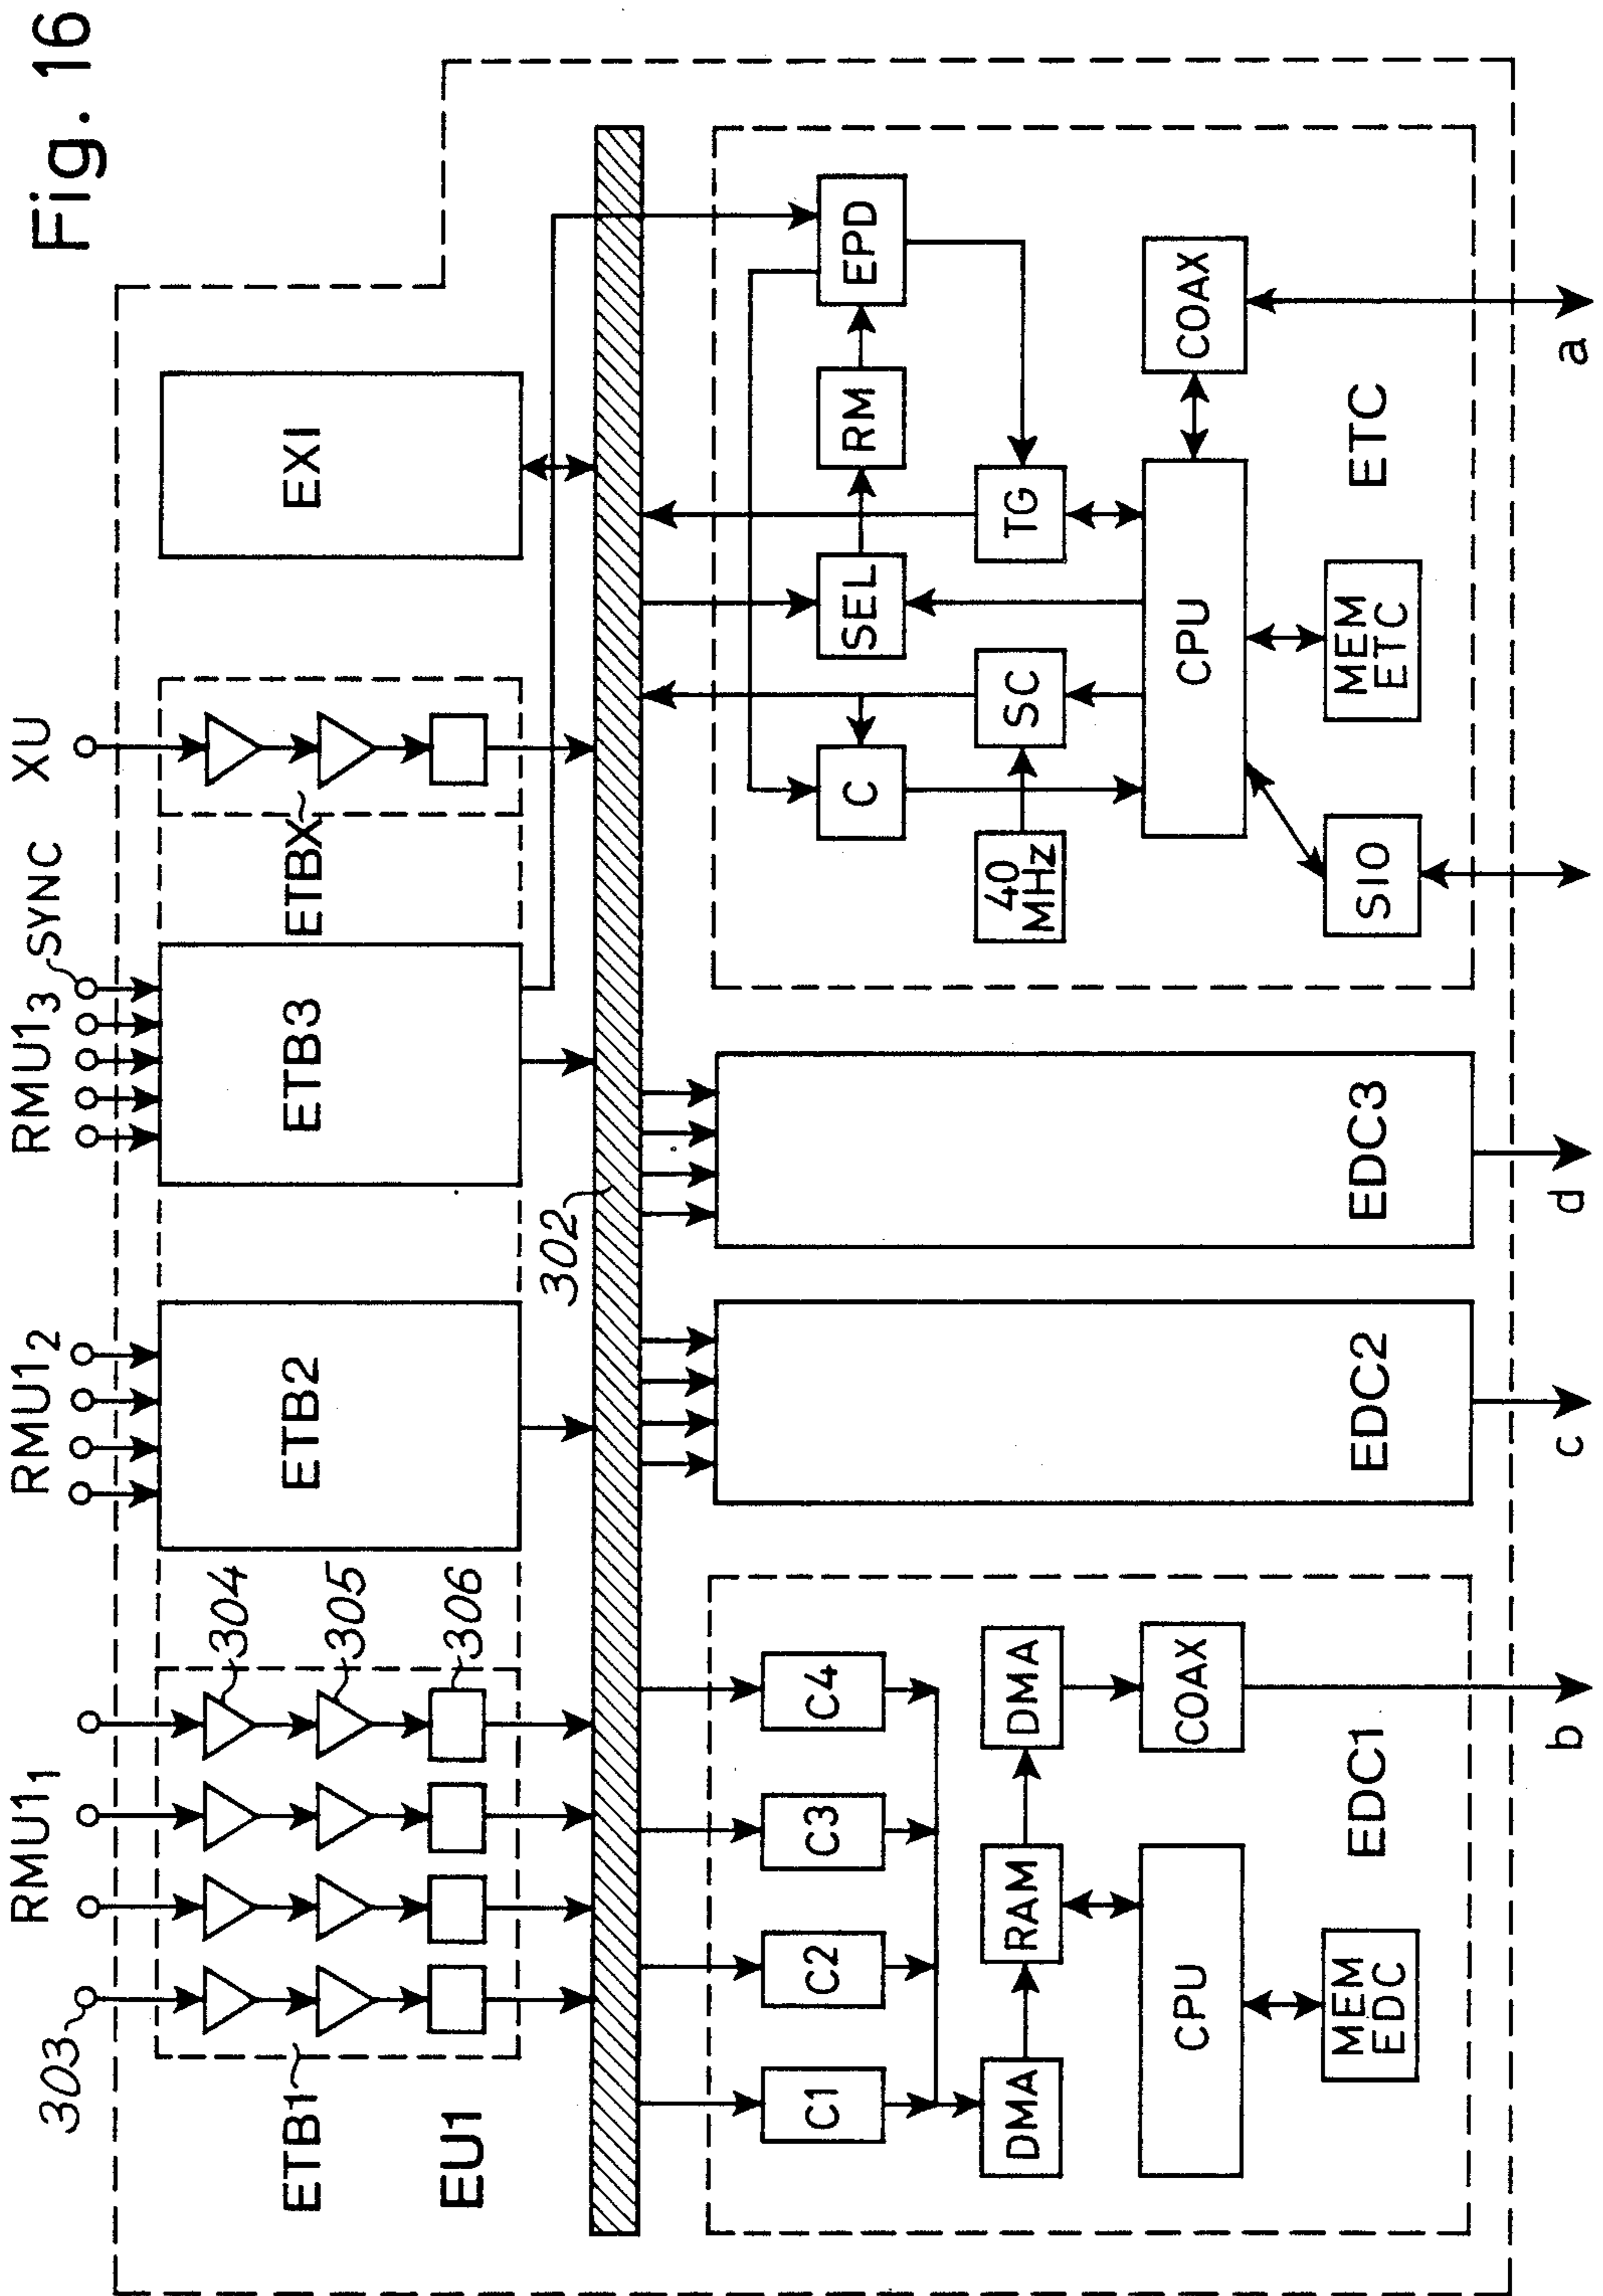 Fig. 16
RMU1₁
RMU1₂
RMU1₃
SYNC
XU
303
304
305
306
ETB1
EU1
ETB2
ETB3
ETBX
EX1
302
C1
C2
C3
C4
DMA
RAM
DMA
CPU
COAX
MEM
EDC
EDC1
EDC2
EDC3
C
SEL
RM
EPD
40
MHz
SC
TG
CPU
COAX
SIO
MEM
ETC
ETC
b
c
d
a